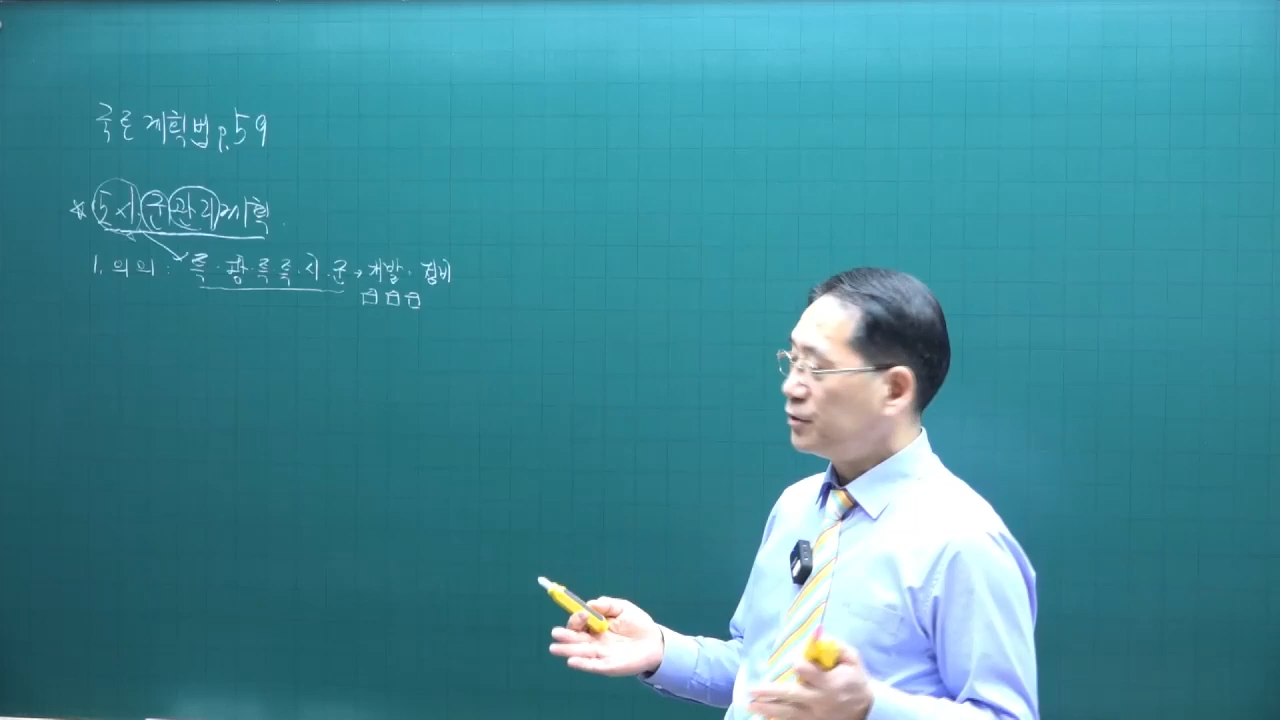 국토계획법 p.59
* 도시·군관리계획.
1. 의의 : 특·광·특·특·시·군→개발·정비